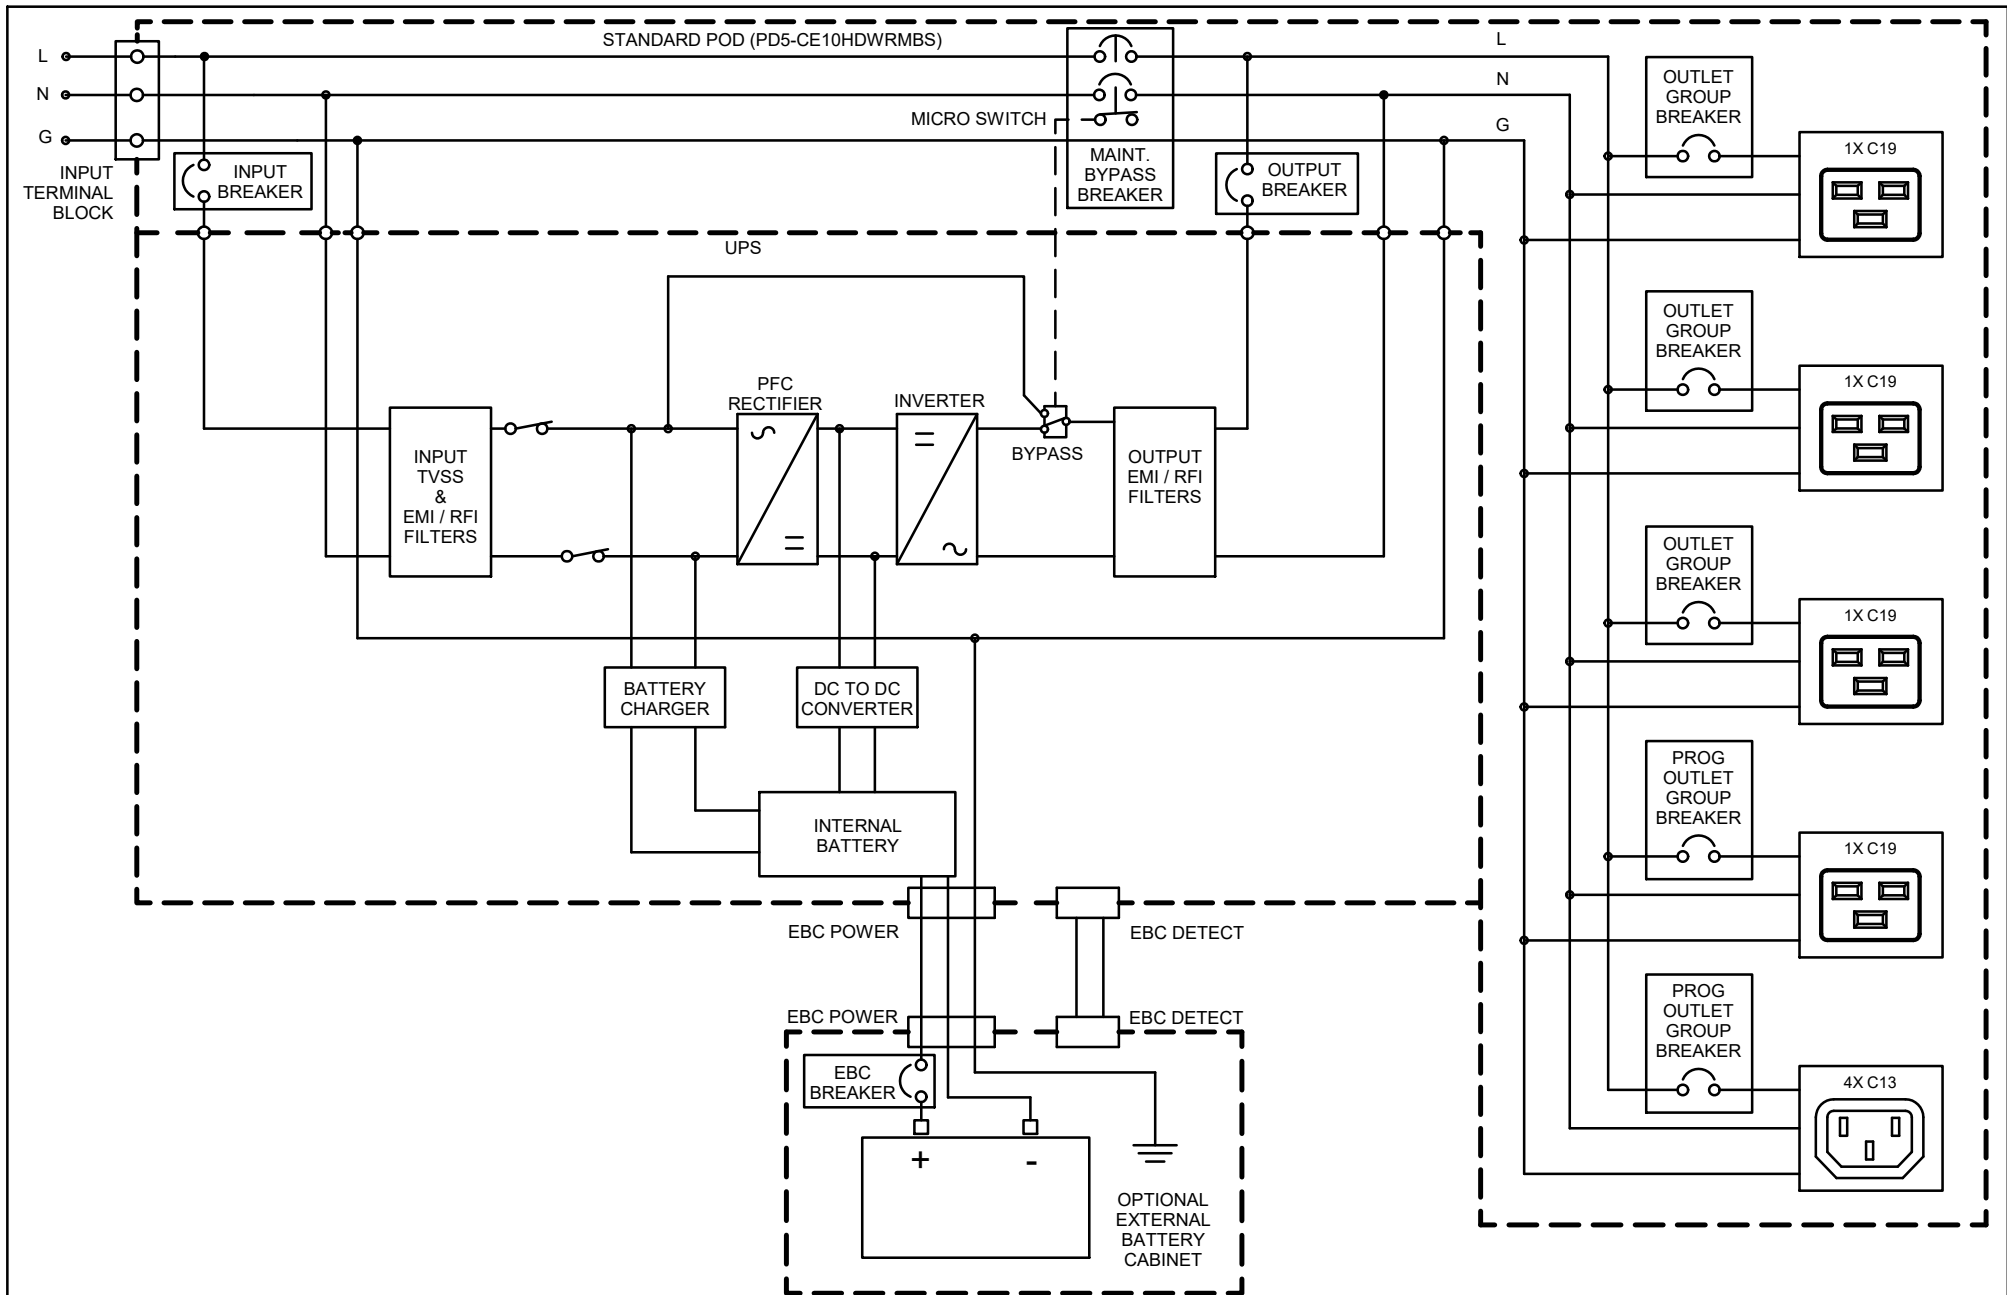 STANDARD POD (PD5-CE10HDWRMBS)
L
N
G
L
N
G
INPUT
TERMINAL
BLOCK
INPUT
BREAKER
MICRO SWITCH
MAINT.
BYPASS
BREAKER
OUTPUT
BREAKER
UPS
INPUT
TVSS
&
EMI / RFI
FILTERS
PFC
RECTIFIER
INVERTER
BYPASS
OUTPUT
EMI / RFI
FILTERS
BATTERY
CHARGER
DC TO DC
CONVERTER
INTERNAL
BATTERY
EBC POWER
EBC DETECT
EBC POWER
EBC DETECT
EBC
BREAKER
+
-
OPTIONAL
EXTERNAL
BATTERY
CABINET
OUTLET
GROUP
BREAKER
1X C19
OUTLET
GROUP
BREAKER
1X C19
OUTLET
GROUP
BREAKER
1X C19
PROG
OUTLET
GROUP
BREAKER
1X C19
PROG
OUTLET
GROUP
BREAKER
4X C13